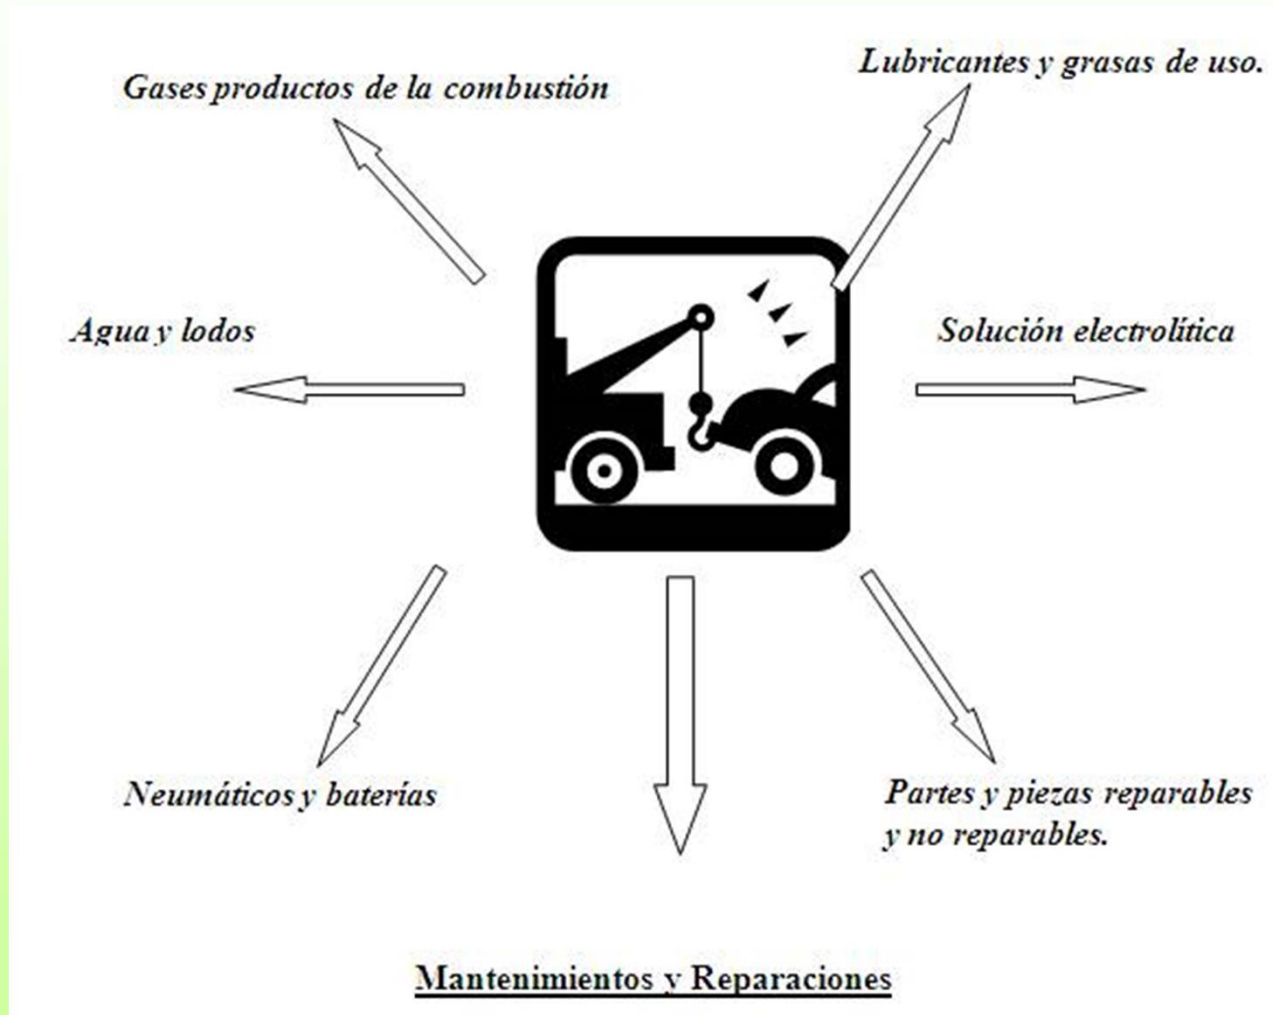 Gases productos de la combustión
Lubricantes y grasas de uso.
Agua y lodos
Solución electrolítica
Neumáticos y baterías
Partes y piezas reparables
y no reparables.
Mantenimientos y Reparaciones